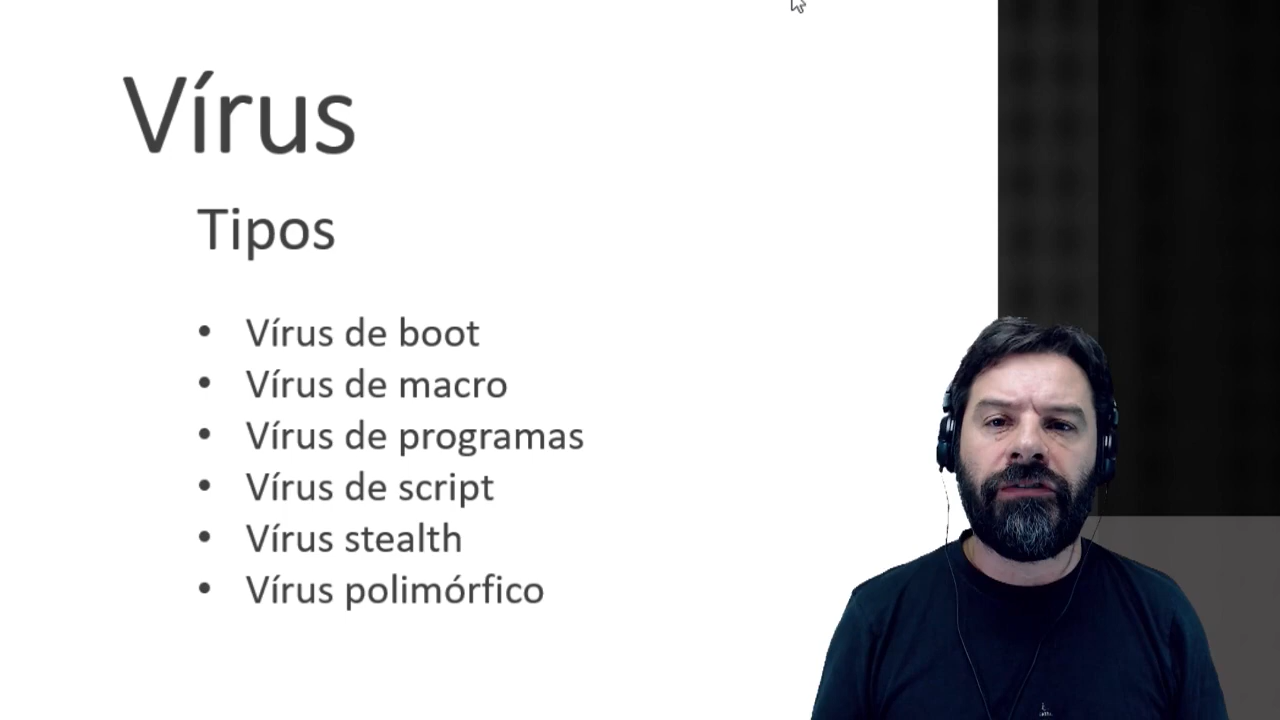 Vírus
Tipos
• Vírus de boot
• Vírus de macro
• Vírus de programas
• Vírus de script
• Vírus stealth
• Vírus polimórfico